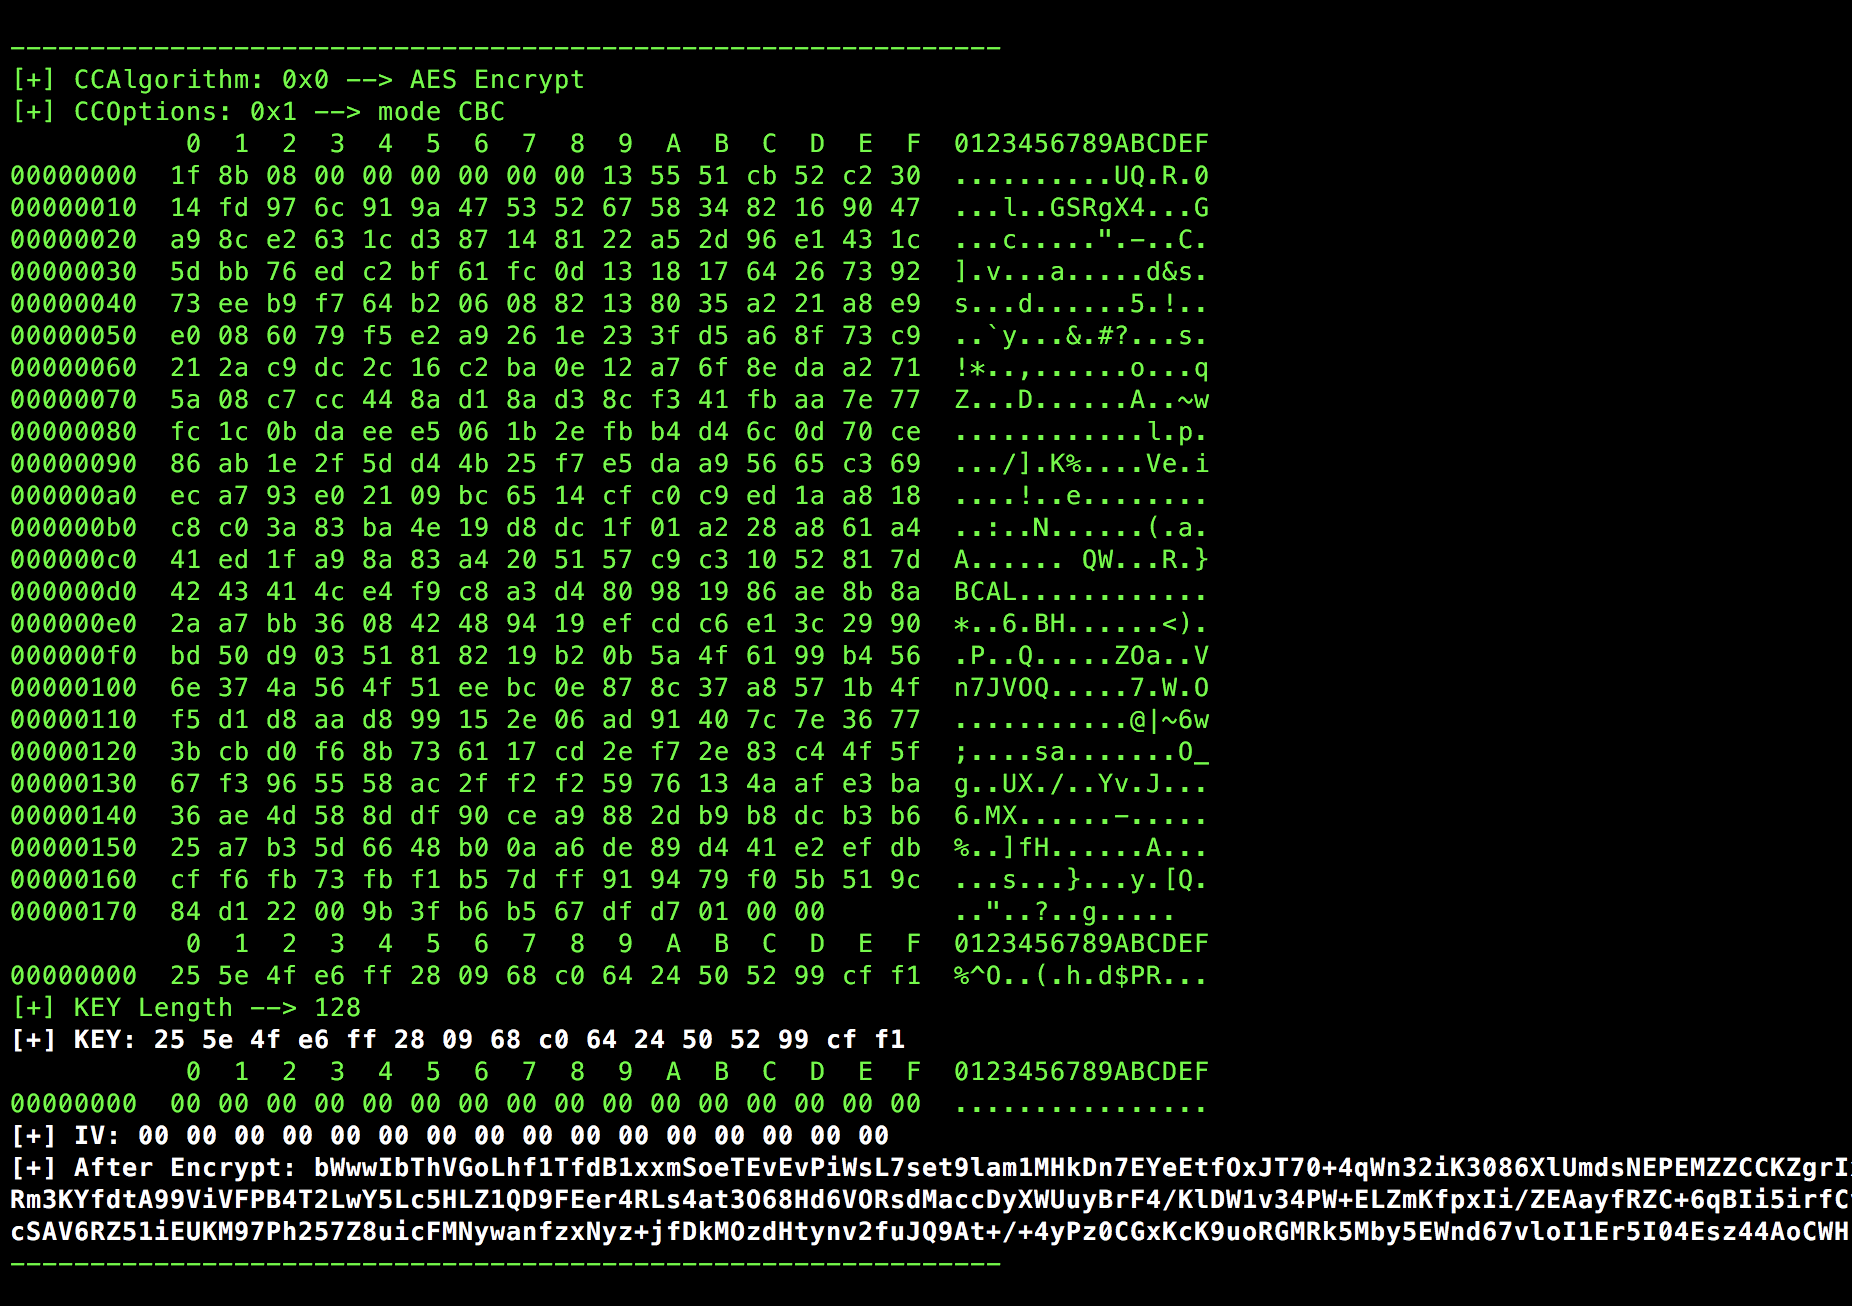 --------------------------------------------------------------
[+] CCAlgorithm: 0x0 --> AES Encrypt
[+] CCOptions: 0x1 --> mode CBC
0 1 2 3 4 5 6 7 8 9 A B C D E F 0123456789ABCDEF
00000000 1f 8b 08 00 00 00 00 00 00 13 55 51 cb 52 c2 30 ..........UQ.R.0
00000010 14 fd 97 6c 91 9a 47 53 52 67 58 34 82 16 90 47 ...l..GSRgX4...G
00000020 a9 8c e2 63 1c d3 87 14 81 22 a5 2d 96 e1 43 1c ...c.....".-..C.
00000030 5d bb 76 ed c2 bf 61 fc 0d 13 18 17 64 26 73 92 ].v...a.....d&s.
00000040 73 ee b9 f7 64 b2 06 08 82 13 80 35 a2 21 a8 e9 s...d......5.!..
00000050 e0 08 60 79 f5 e2 a9 26 1e 23 3f d5 a6 8f 73 c9 ..`y...&.#?...s.
00000060 21 2a c9 dc 2c 16 c2 ba 0e 12 a7 6f 8e da a2 71 !*..,......o...q
00000070 5a 08 c7 cc 44 8a d1 8a d3 8c f3 41 fb aa 7e 77 Z...D......A..~w
00000080 fc 1c 0b da ee e5 06 1b 2e fb b4 d4 6c 0d 70 ce ............l.p.
00000090 86 ab 1e 2f 5d d4 4b 25 f7 e5 da a9 56 65 c3 69 .../].K%....Ve.i
000000a0 ec a7 93 e0 21 09 bc 65 14 cf c0 c9 ed 1a a8 18 ....!..e........
000000b0 c8 c0 3a 83 ba 4e 19 d8 dc 1f 01 a2 28 a8 61 a4 ..:..N......(.a.
000000c0 41 ed 1f a9 8a 83 a4 20 51 57 c9 c3 10 52 81 7d A...... QW...R.}
000000d0 42 43 41 4c e4 f9 c8 a3 d4 80 98 19 86 ae 8b 8a BCAL............
000000e0 2a a7 bb 36 08 42 48 94 19 ef cd c6 e1 3c 29 90 *..6.BH......<).
000000f0 bd 50 d9 03 51 81 82 19 b2 0b 5a 4f 61 99 b4 56 .P..Q.....ZOa..V
00000100 6e 37 4a 56 4f 51 ee bc 0e 87 8c 37 a8 57 1b 4f n7JVOQ.....7.W.O
00000110 f5 d1 d8 aa d8 99 15 2e 06 ad 91 40 7c 7e 36 77 ...........@|~6w
00000120 3b cb d0 f6 8b 73 61 17 cd 2e f7 2e 83 c4 4f 5f ;....sa.......O_
00000130 67 f3 96 55 58 ac 2f f2 f2 59 76 13 4a af e3 ba g..UX./..Yv.J...
00000140 36 ae 4d 58 8d df 90 ce a9 88 2d b9 b8 dc b3 b6 6.MX......-.....
00000150 25 a7 b3 5d 66 48 b0 0a a6 de 89 d4 41 e2 ef db %..]fH......A...
00000160 cf f6 fb 73 fb f1 b5 7d ff 91 94 79 f0 5b 51 9c ...s...}...y.[Q.
00000170 84 d1 22 00 9b 3f b6 b5 67 df d7 01 00 00 .."..?..g.....
0 1 2 3 4 5 6 7 8 9 A B C D E F 0123456789ABCDEF
00000000 25 5e 4f e6 ff 28 09 68 c0 64 24 50 52 99 cf f1 %^O..(.h.d$PR...
[+] KEY Length --> 128
[+] KEY: 25 5e 4f e6 ff 28 09 68 c0 64 24 50 52 99 cf f1
0 1 2 3 4 5 6 7 8 9 A B C D E F 0123456789ABCDEF
00000000 00 00 00 00 00 00 00 00 00 00 00 00 00 00 00 00 ................
[+] IV: 00 00 00 00 00 00 00 00 00 00 00 00 00 00 00 00
[+] After Encrypt: bWwwIbThVGoLhf1TfdB1xxmSoeTEvEvPiWsL7set9lam1MHkDn7EYeEtfOxJT70+4qWn32iK3086XlUmdsNEPEMZZCCKZgrI
Rm3KYfdtA99ViVFPB4T2LwY5Lc5HLZ1QD9FEer4RLs4at3O68Hd6VORsdMaccDyXWUuyBrF4/KlDW1v34PW+ELZmKfpxIi/ZEAayfRZC+6qBIi5irfC
cSAV6RZ51iEUKM97Ph257Z8uicFMNywanfzxNyz+jfDkMOzdHtynv2fuJQ9At+/+4yPz0CGxKcK9uoRGMRk5Mby5EWnd67vloI1Er5I04Esz44AoCWH
--------------------------------------------------------------